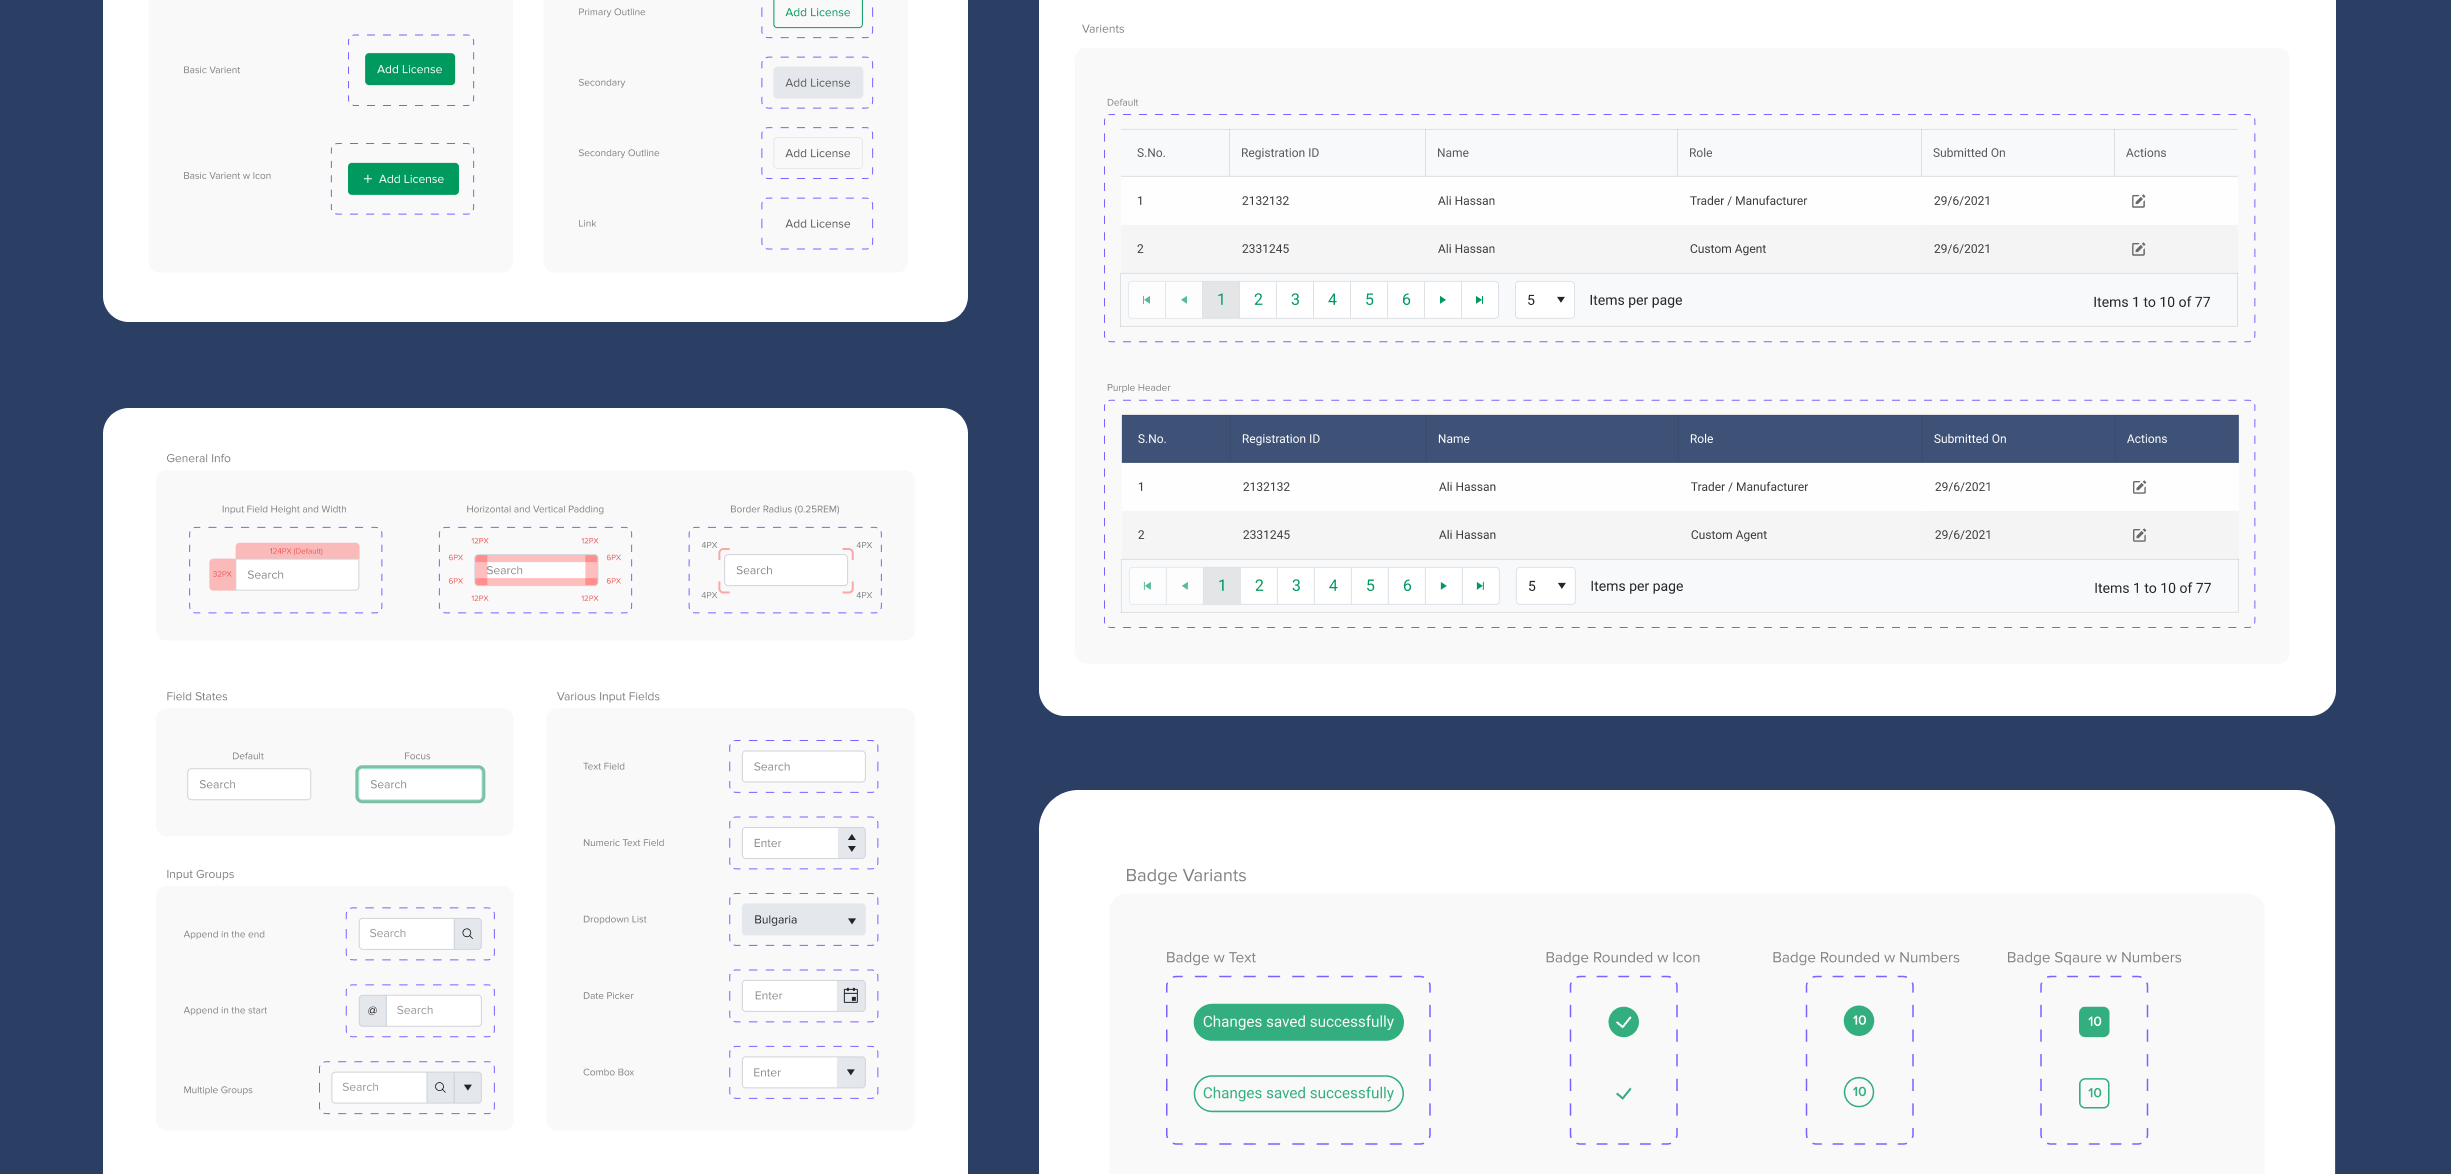 Basic Varient
Add License
Basic Varient w Icon
+ Add License
Primary Outline
Add License
Secondary
Add License
Secondary Outline
Add License
Link
Add License
General Info
Input Field Height and Width
124PX (Default)
32PX
Search
Horizontal and Vertical Padding
12PX 12PX
6PX 6PX
Search
6PX 6PX
12PX 12PX
Border Radius (0.25REM)
4PX 4PX
Search
4PX 4PX
Field States
Default
Search
Focus
Search
Input Groups
Append in the end
Search
Append in the start
@ Search
Multiple Groups
Search
Various Input Fields
Text Field
Search
Numeric Text Field
Enter
Dropdown List
Bulgaria
Date Picker
Enter
Combo Box
Enter
Varients
Default
S.No. Registration ID Name Role Submitted On Actions
1 2132132 Ali Hassan Trader / Manufacturer 29/6/2021
2 2331245 Ali Hassan Custom Agent 29/6/2021
1 2 3 4 5 6 5 Items per page Items 1 to 10 of 77
Purple Header
S.No. Registration ID Name Role Submitted On Actions
1 2132132 Ali Hassan Trader / Manufacturer 29/6/2021
2 2331245 Ali Hassan Custom Agent 29/6/2021
1 2 3 4 5 6 5 Items per page Items 1 to 10 of 77
Badge Variants
Badge w Text
Changes saved successfully
Changes saved successfully
Badge Rounded w Icon
Badge Rounded w Numbers
10
10
Badge Sqaure w Numbers
10
10